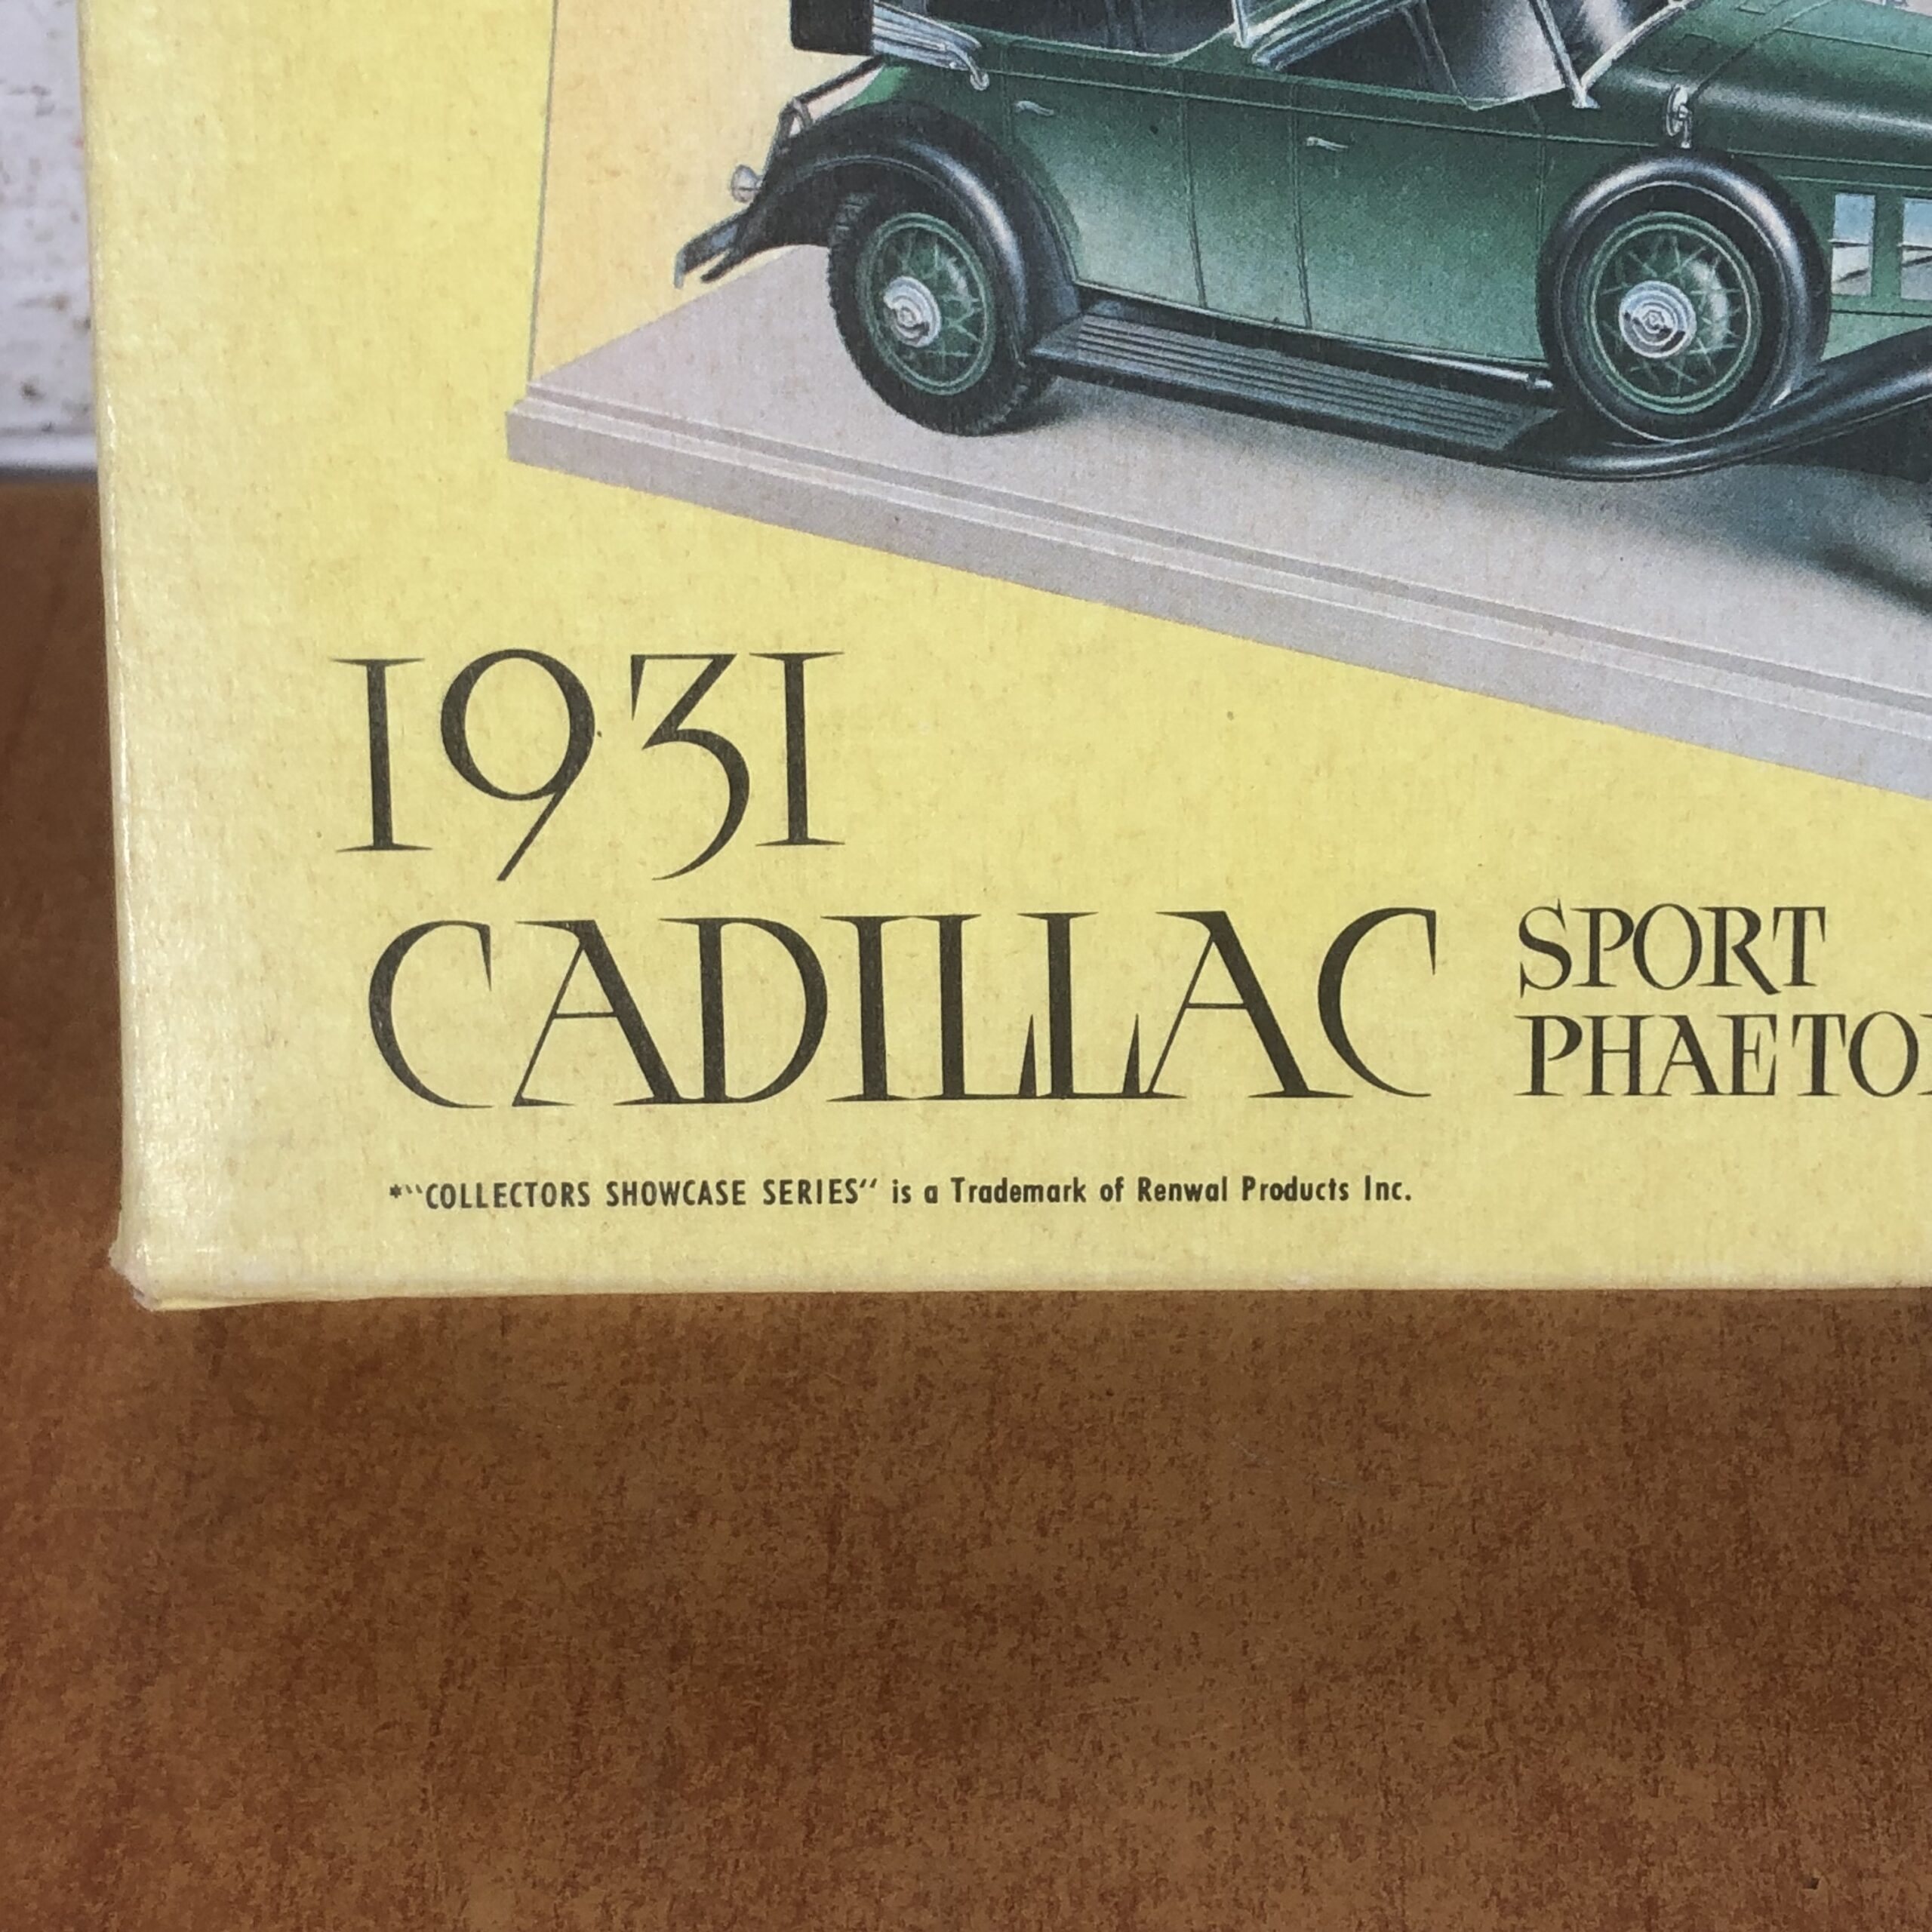 1931
CADILLAC SPORT
PHAETO
*"COLLECTORS SHOWCASE SERIES" is a Trademark of Renwal Products Inc.